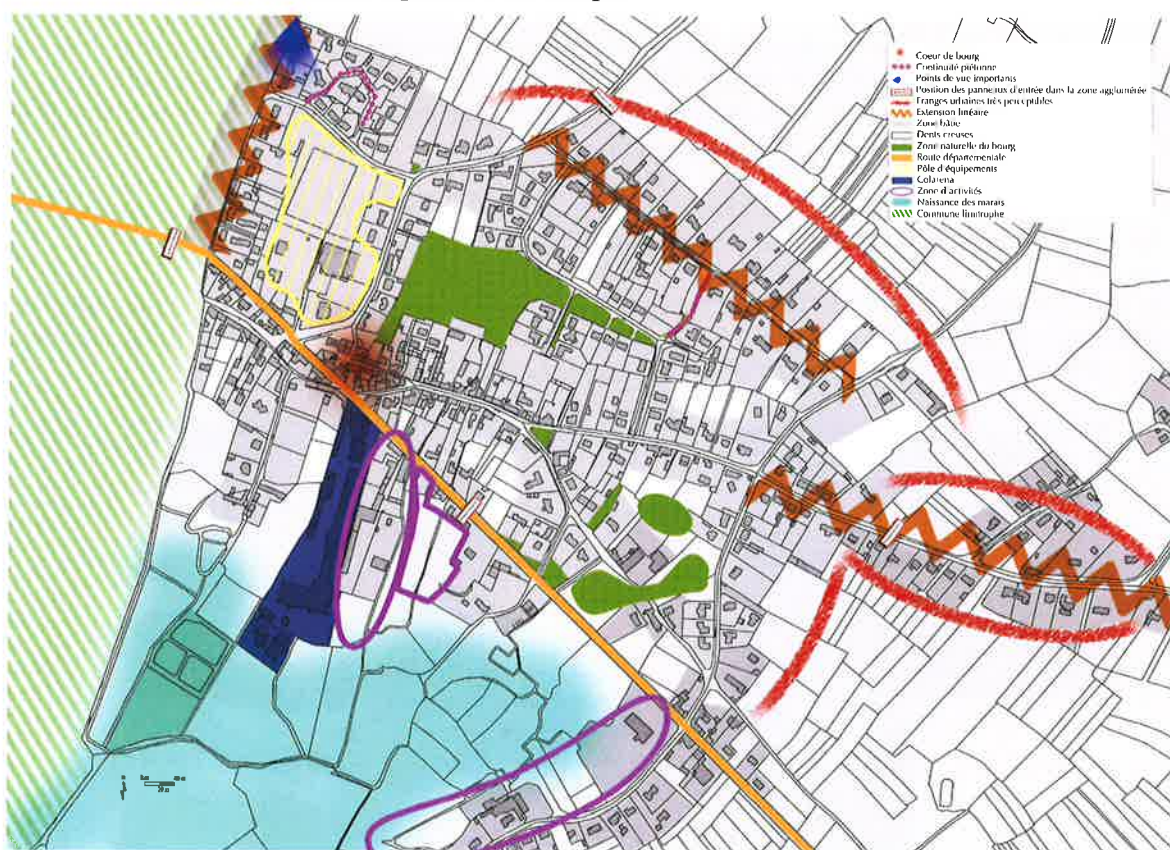 Coeur de bourg
Continuité piétonne
Points de vue importants
Position des panneaux d'entrée dans la zone agglomérée
Franges urbaines très perceptibles
Extension linéaire
Zone bâtie
Dents creuses
Zone naturelle du bourg
Route départementale
Pôle d'équipements
Colarena
Zone d'activités
Naissance des marais
Commune limitrophe